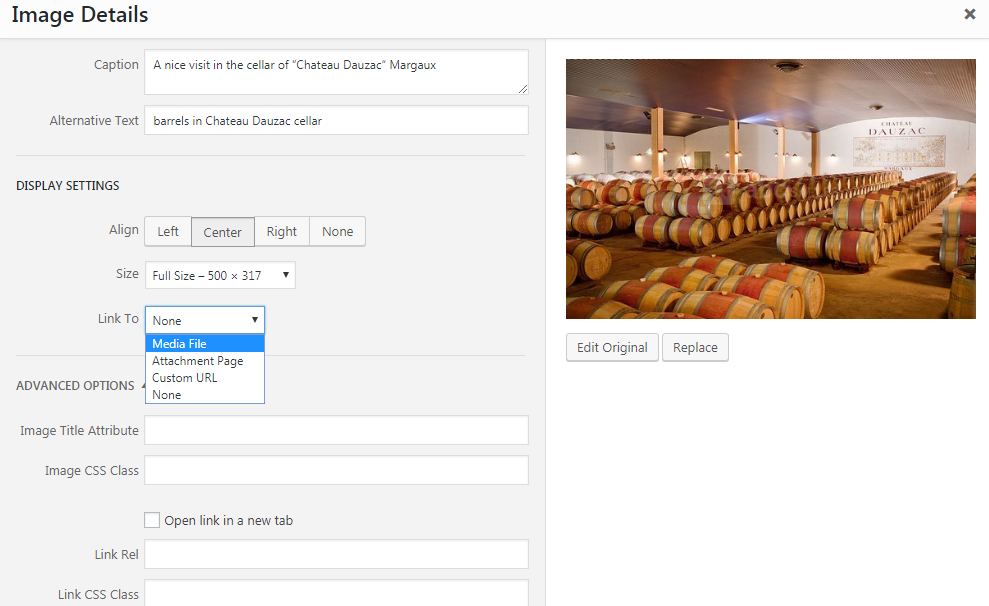 Image Details
Caption
A nice visit in the cellar of "Chateau Dauzac" Margaux
Alternative Text
barrels in Chateau Dauzac cellar
DISPLAY SETTINGS
Align Left Center Right None
Size Full Size – 500 × 317
Link To None
Media File
Attachment Page
Custom URL
None
ADVANCED OPTIONS
Image Title Attribute
Image CSS Class
Open link in a new tab
Link Rel
Link CSS Class
CHATEAU
DAUZAC
MARGAUX
Edit Original Replace